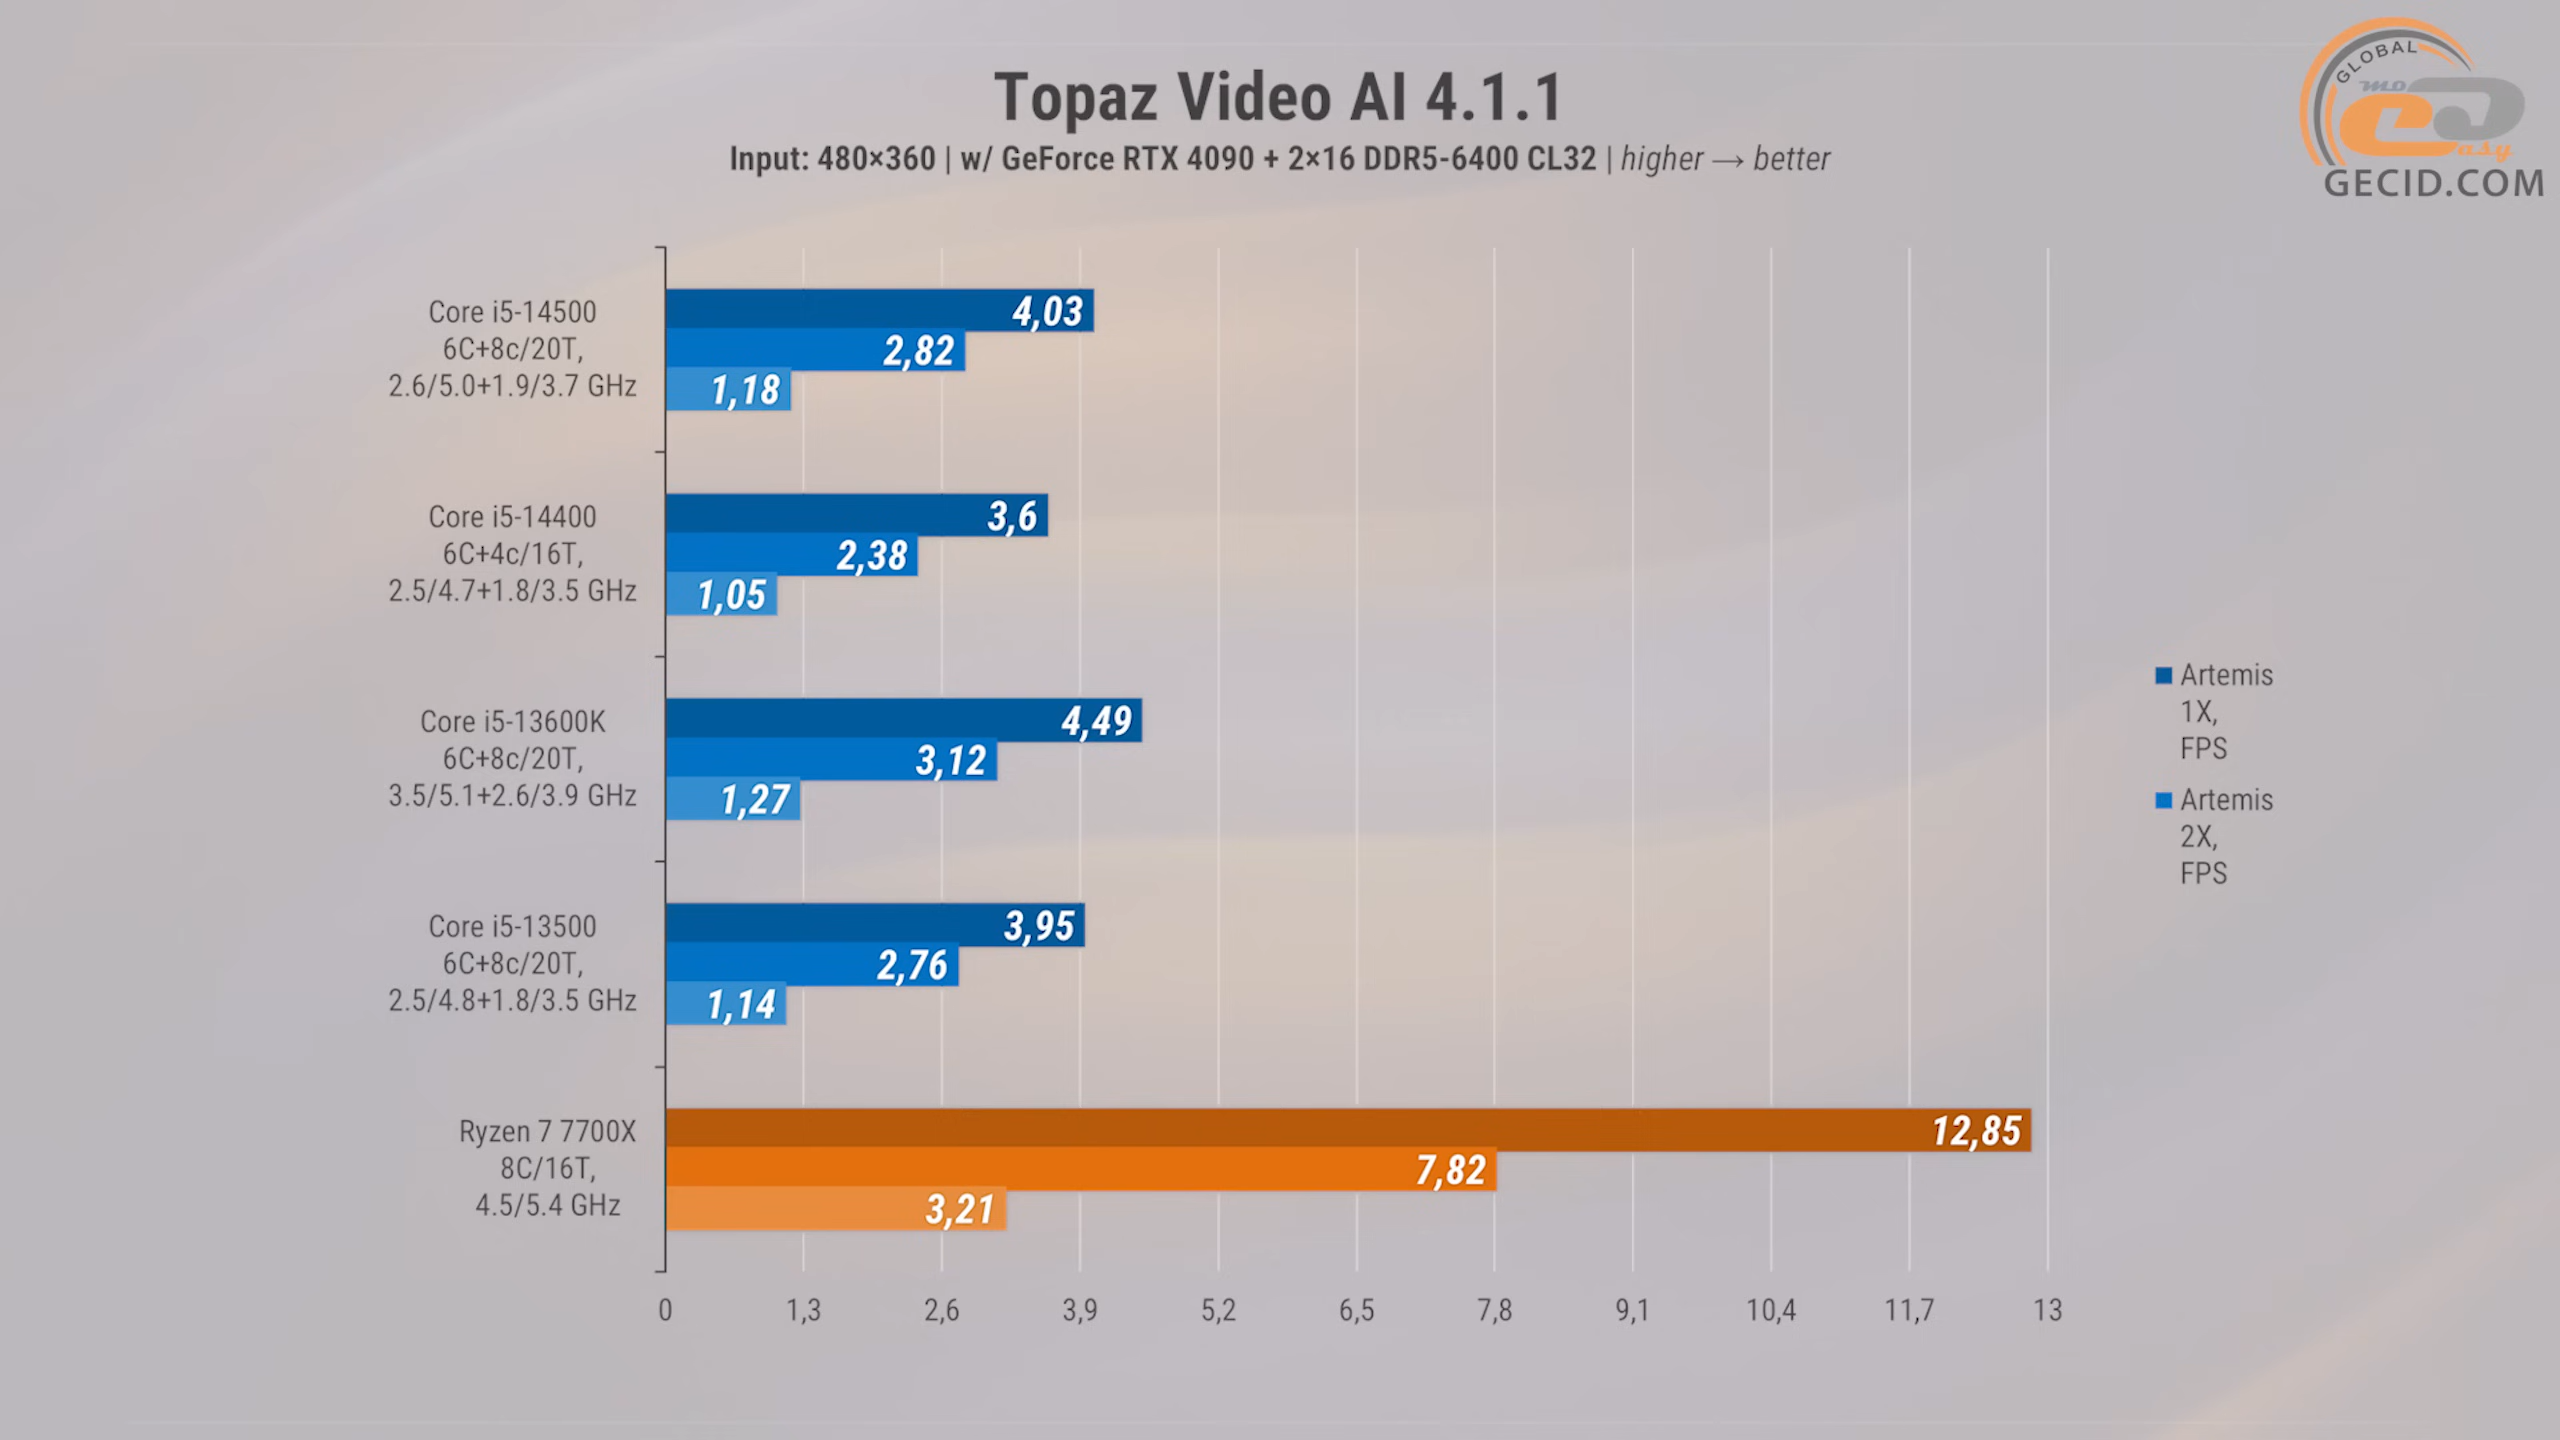 Topaz Video AI 4.1.1
Input: 480×360 | w/ GeForce RTX 4090 + 2×16 DDR5-6400 CL32 | higher → better
GLOBAL
mo
easy
GECID.COM
Core i5-14500
6C+8c/20T,
2.6/5.0+1.9/3.7 GHz
4,03
2,82
1,18
Core i5-14400
6C+4c/16T,
2.5/4.7+1.8/3.5 GHz
3,6
2,38
1,05
Core i5-13600K
6C+8c/20T,
3.5/5.1+2.6/3.9 GHz
4,49
3,12
1,27
Core i5-13500
6C+8c/20T,
2.5/4.8+1.8/3.5 GHz
3,95
2,76
1,14
Ryzen 7 7700X
8C/16T,
4.5/5.4 GHz
12,85
7,82
3,21
0 1,3 2,6 3,9 5,2 6,5 7,8 9,1 10,4 11,7 13
Artemis
1X,
FPS
Artemis
2X,
FPS